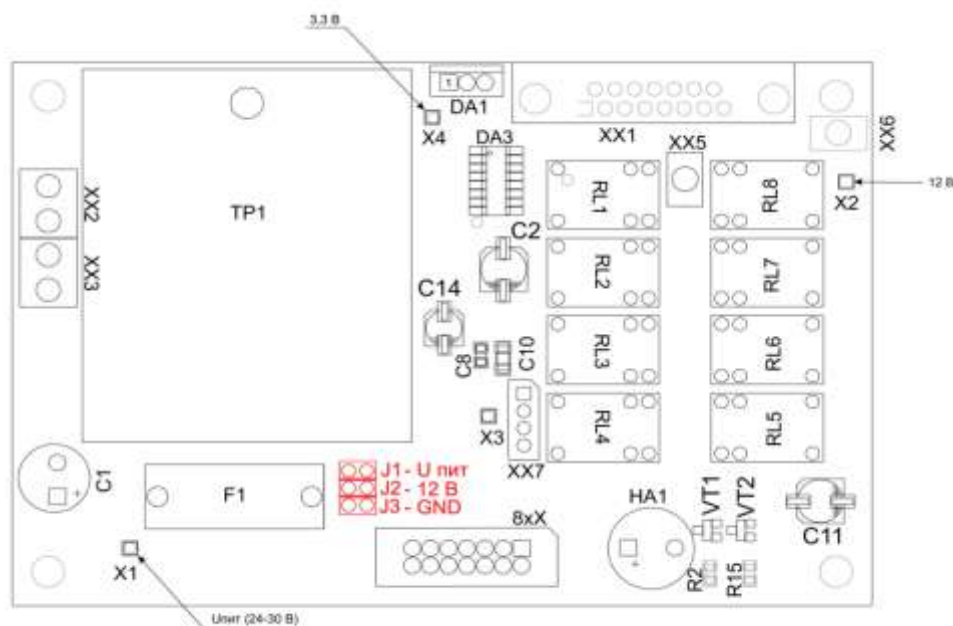 3,3 В
1
DA1
X4
DA3
XX1
XX5
XX6
RL1
RL8
X2
12 В
XX2
TP1
C2
RL2
RL7
XX3
C14
C8
C10
RL3
RL6
X3
XX7
RL4
RL5
C1
+
F1
J1 - U пит
J2 - 12 В
J3 - GND
8xX
HA1
VT1
VT2
C11
+
X1
R2
R15
Uпит (24-30 В)